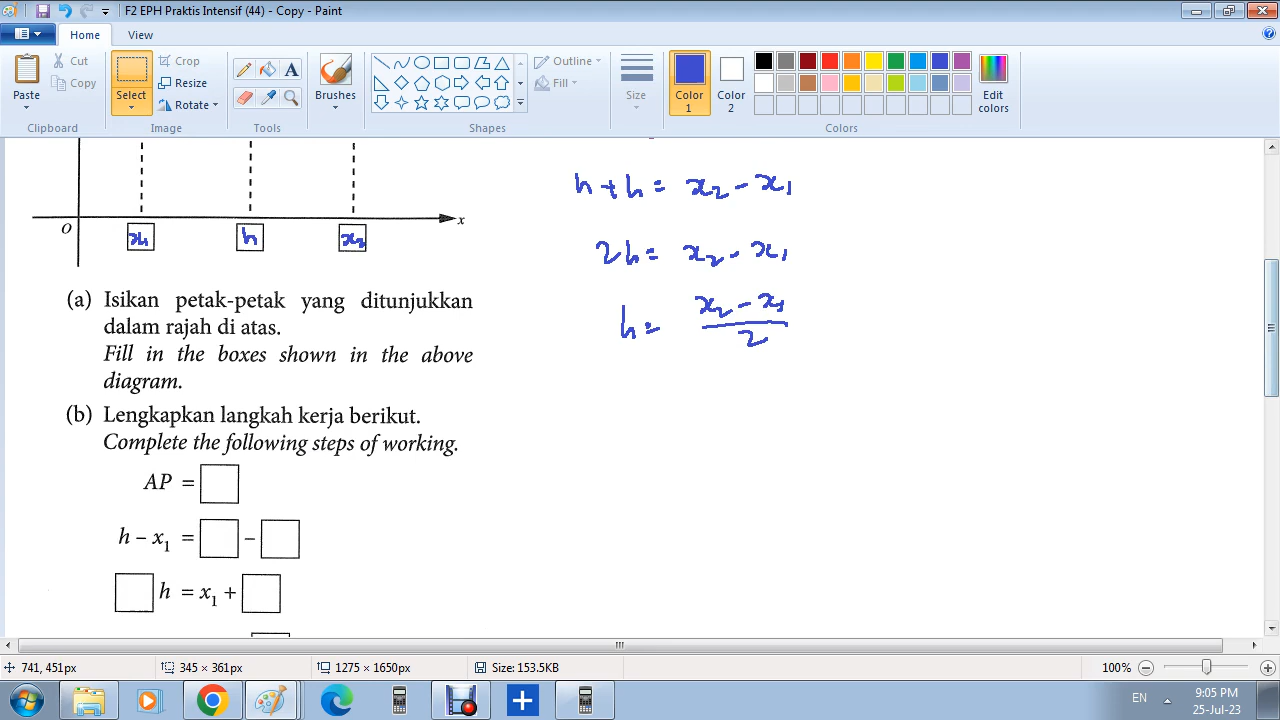 F2 EPH Praktis Intensif (44) - Copy - Paint
Home View
Paste
Cut
Copy
Clipboard
Select
Crop
Resize
Rotate
Image
A
Tools
Brushes
Outline
Fill
Shapes
Size
Color 1
Color 2
Edit colors
Colors
O x
x1 h x2
(a) Isikan petak-petak yang ditunjukkan
dalam rajah di atas.
Fill in the boxes shown in the above
diagram.
(b) Lengkapkan langkah kerja berikut.
Complete the following steps of working.
AP =
h – x1 = –
h = x1 +
h + h = x2 - x1
2h = x2 - x1
h = x2 - x1 / 2
741, 451px 345 × 361px 1275 × 1650px Size: 153.5KB 100%
EN 9:05 PM
25-Jul-23